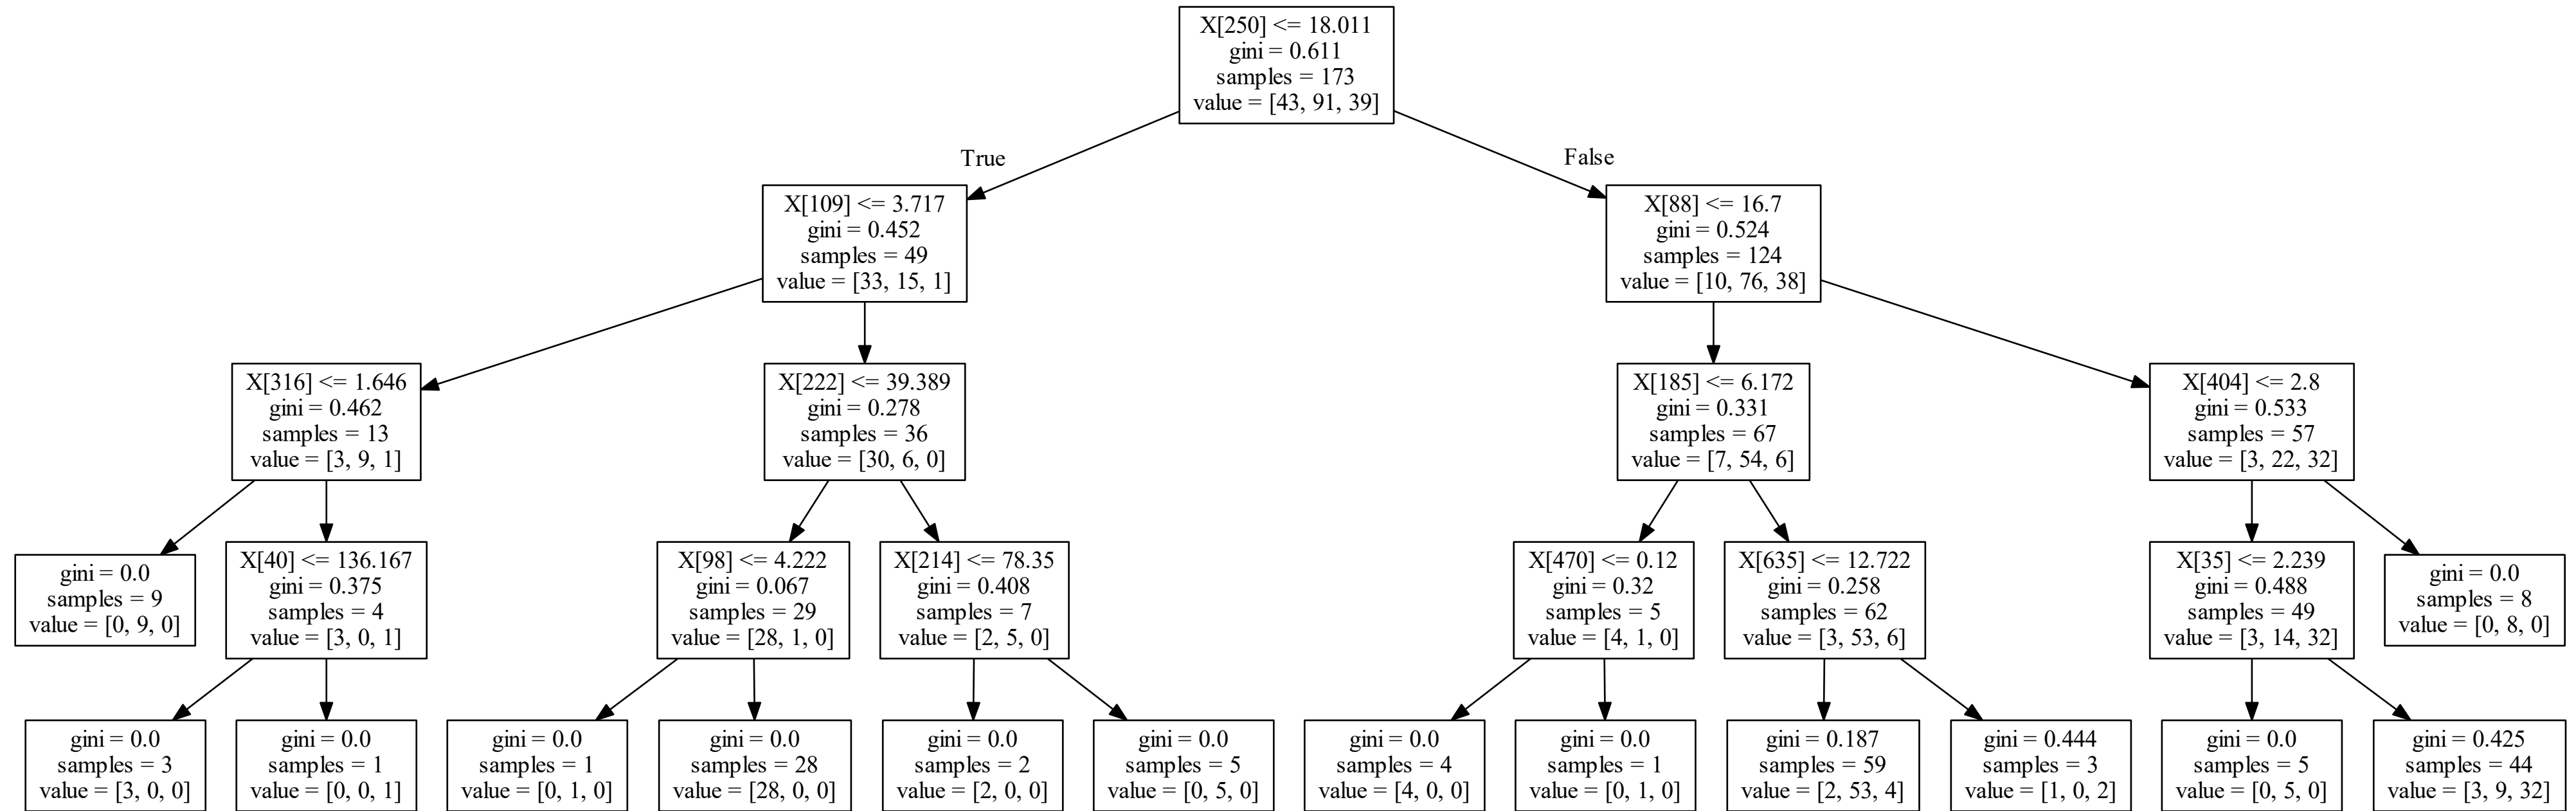 X[250] <= 18.011
gini = 0.611
samples = 173
value = [43, 91, 39]
True
False
X[109] <= 3.717
gini = 0.452
samples = 49
value = [33, 15, 1]
X[88] <= 16.7
gini = 0.524
samples = 124
value = [10, 76, 38]
X[316] <= 1.646
gini = 0.462
samples = 13
value = [3, 9, 1]
X[222] <= 39.389
gini = 0.278
samples = 36
value = [30, 6, 0]
X[185] <= 6.172
gini = 0.331
samples = 67
value = [7, 54, 6]
X[404] <= 2.8
gini = 0.533
samples = 57
value = [3, 22, 32]
gini = 0.0
samples = 9
value = [0, 9, 0]
X[40] <= 136.167
gini = 0.375
samples = 4
value = [3, 0, 1]
X[98] <= 4.222
gini = 0.067
samples = 29
value = [28, 1, 0]
X[214] <= 78.35
gini = 0.408
samples = 7
value = [2, 5, 0]
X[470] <= 0.12
gini = 0.32
samples = 5
value = [4, 1, 0]
X[635] <= 12.722
gini = 0.258
samples = 62
value = [3, 53, 6]
X[35] <= 2.239
gini = 0.488
samples = 49
value = [3, 14, 32]
gini = 0.0
samples = 8
value = [0, 8, 0]
gini = 0.0
samples = 3
value = [3, 0, 0]
gini = 0.0
samples = 1
value = [0, 0, 1]
gini = 0.0
samples = 1
value = [0, 1, 0]
gini = 0.0
samples = 28
value = [28, 0, 0]
gini = 0.0
samples = 2
value = [2, 0, 0]
gini = 0.0
samples = 5
value = [0, 5, 0]
gini = 0.0
samples = 4
value = [4, 0, 0]
gini = 0.0
samples = 1
value = [0, 1, 0]
gini = 0.187
samples = 59
value = [2, 53, 4]
gini = 0.444
samples = 3
value = [1, 0, 2]
gini = 0.0
samples = 5
value = [0, 5, 0]
gini = 0.425
samples = 44
value = [3, 9, 32]